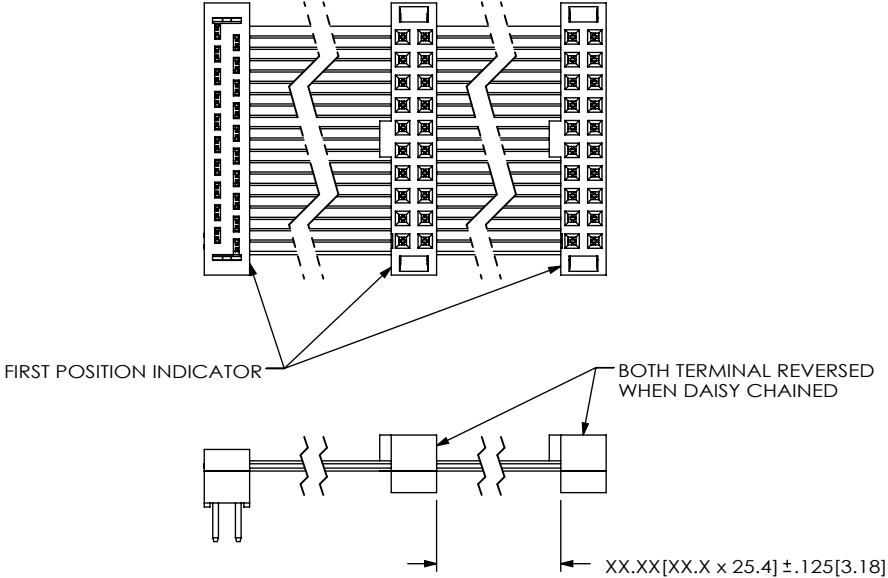 FIRST POSITION INDICATOR
BOTH TERMINAL REVERSED
WHEN DAISY CHAINED
XX.XX[XX.X x 25.4] ±.125[3.18]